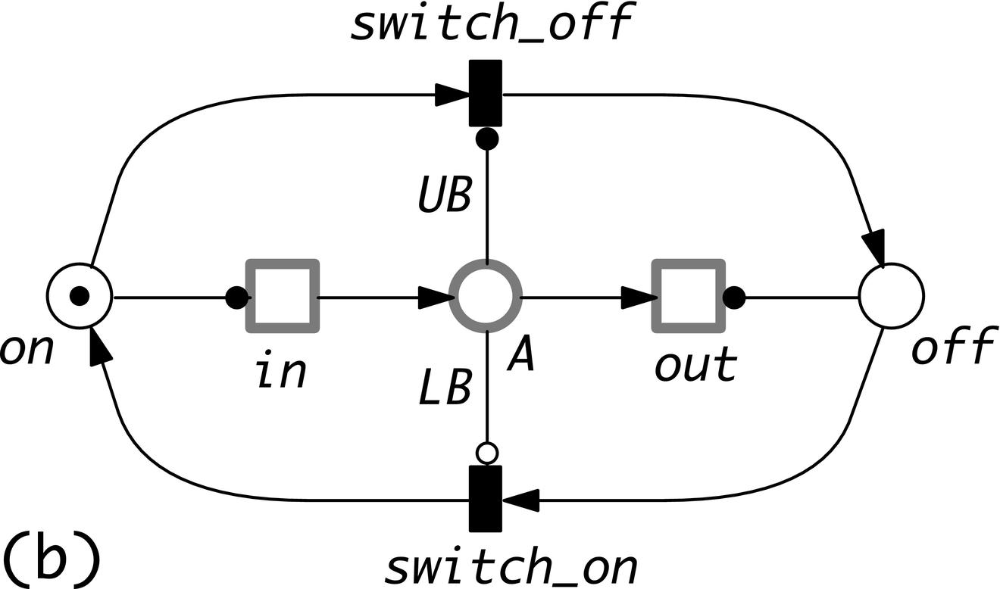 switch_off
UB
on
in
A
out
off
LB
switch_on
(b)